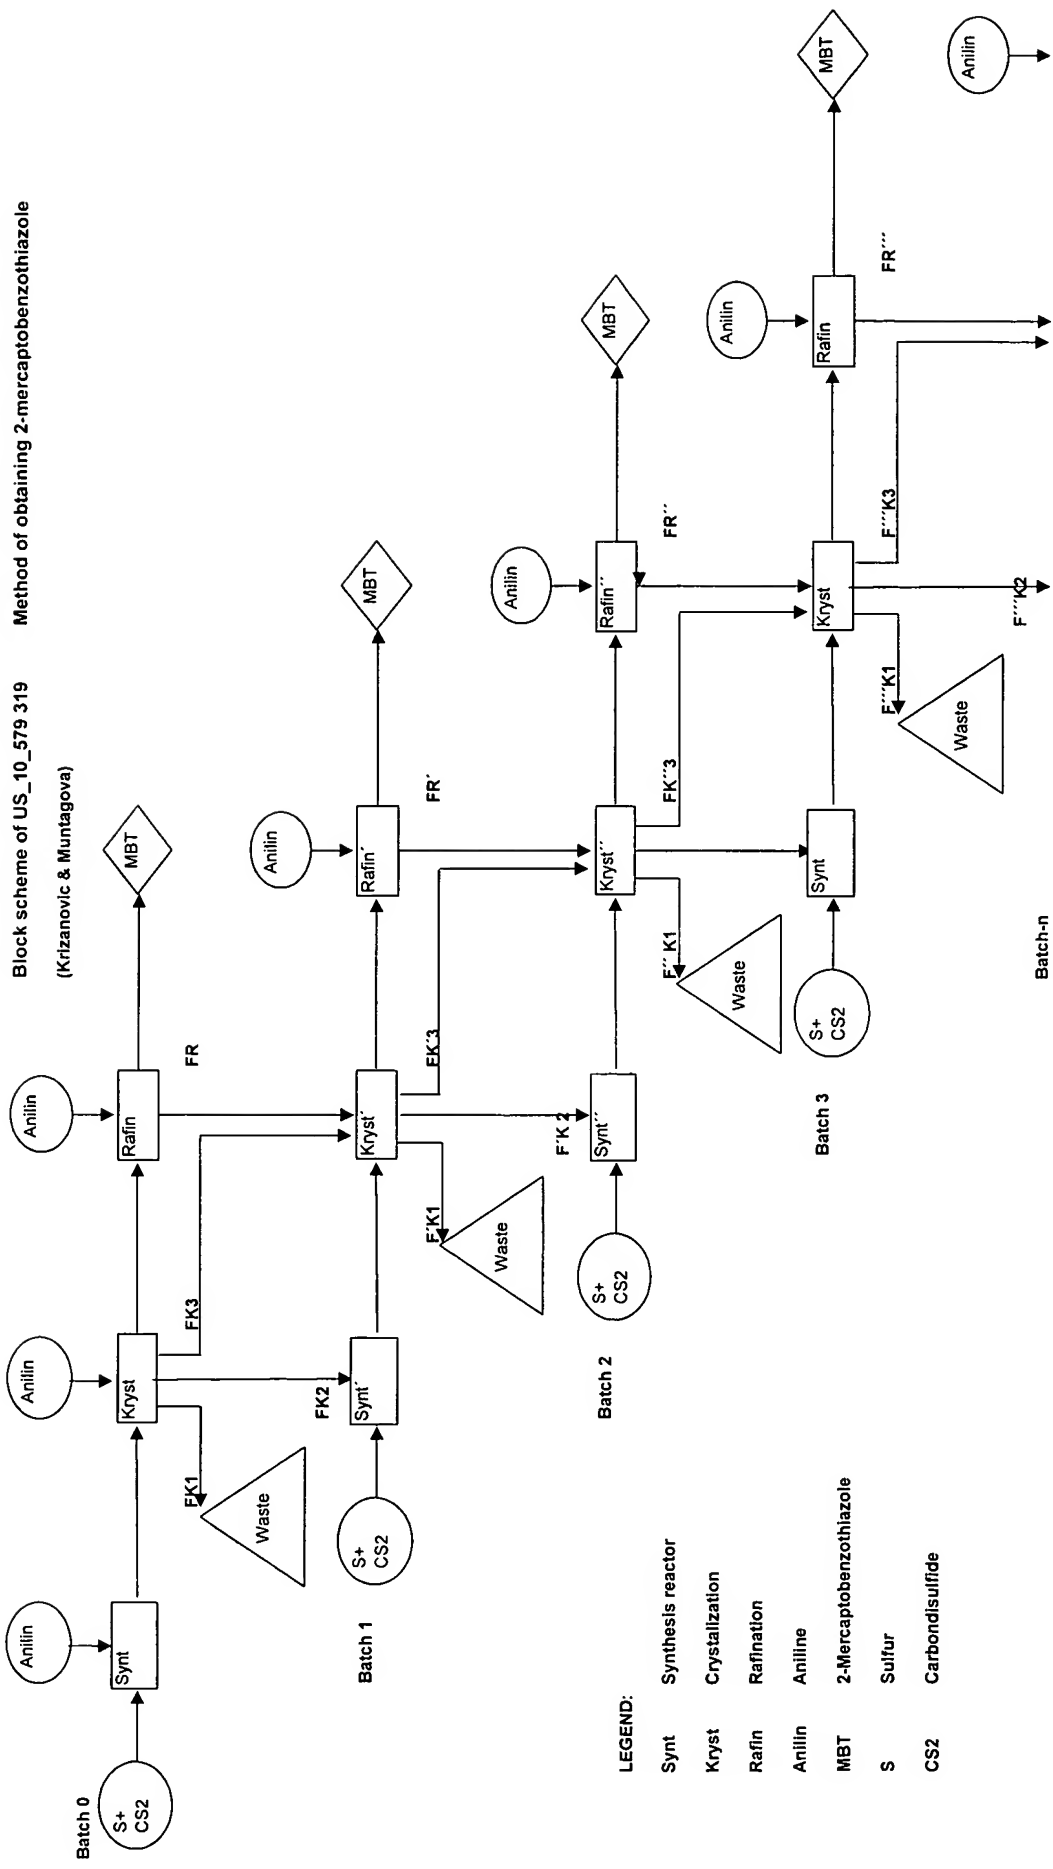 Block scheme of US_10_579 319 Method of obtaining 2-mercaptobenzothiazole
(Krizanovic & Muntagova)
Batch 0
Anilin
Anilin
Anilin
S+
CS2
Synt
Kryst
Rafin
MBT
FK1
FK3
FR
Waste
FK2
Batch 1
Anilin
S+
CS2
Synt´
Kryst´
Rafin´
MBT
F´K1
FK´3
FR´
Waste
F´K 2
Batch 2
Anilin
S+
CS2
Synt´´
Kryst´´
Rafin´´
MBT
F´´ K1
FK´´3
FR´´
Waste
Batch 3
Anilin
S+
CS2
Synt
Kryst
Rafin
MBT
F´´´K1
F´´´K3
FR´´´
Waste
F´´´K2
Anilin
Batch-n
LEGEND:
Synt Synthesis reactor
Kryst Crystalization
Rafin Rafination
Anilin Aniline
MBT 2-Mercaptobenzothiazole
S Sulfur
CS2 Carbondisulfide